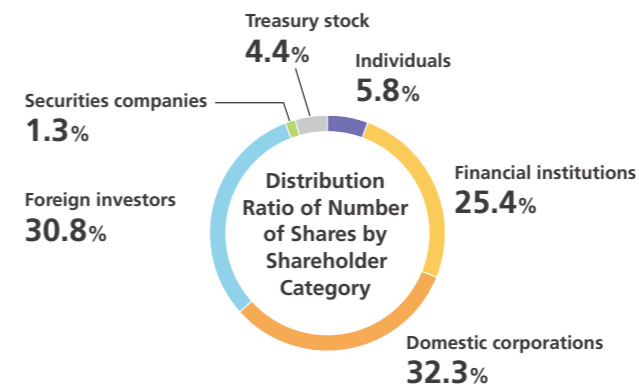 Treasury stock
4.4%
Individuals
5.8%
Securities companies
1.3%
Financial institutions
25.4%
Foreign investors
30.8%
Distribution
Ratio of Number
of Shares by
Shareholder
Category
Domestic corporations
32.3%